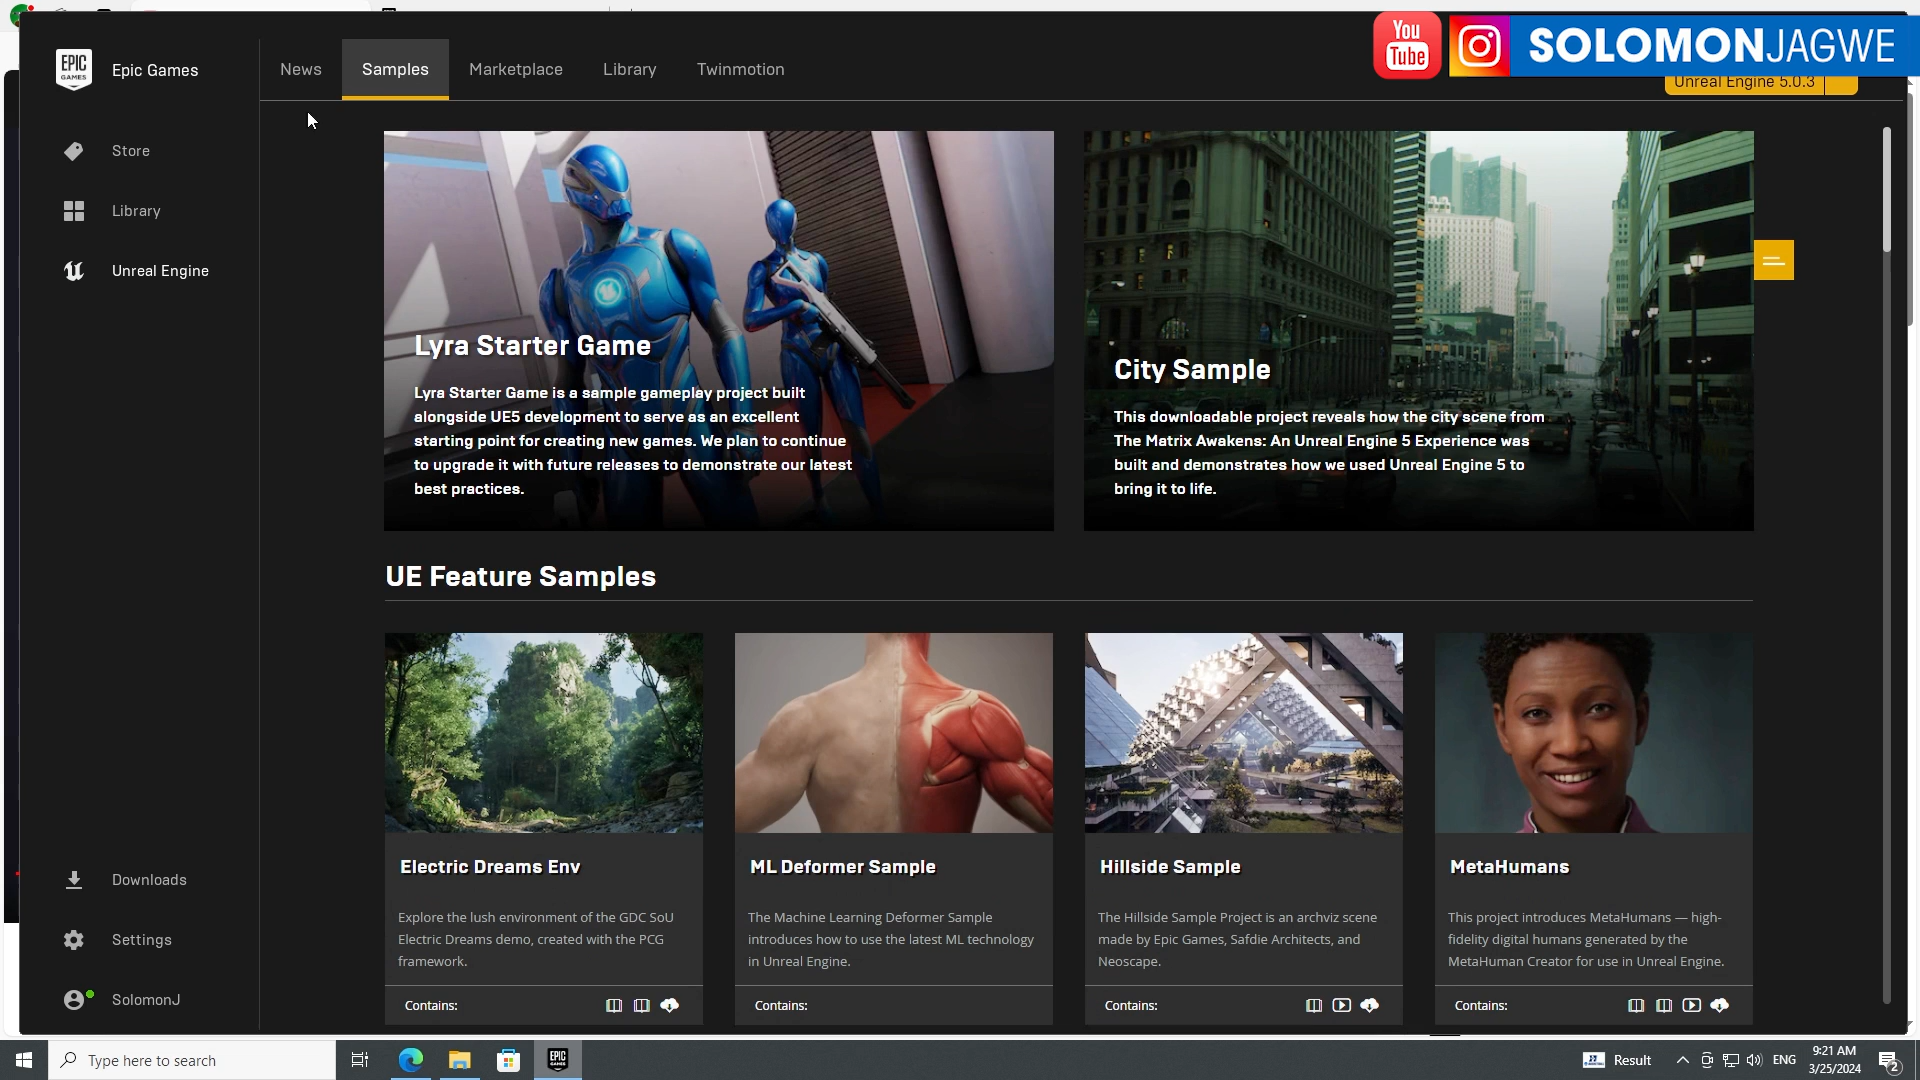 You
Tube
SOLOMONJAGWE
EPIC
GAMES
Epic Games
News
Samples
Marketplace
Library
Twinmotion
Unreal Engine 5.0.3
Store
Library
Unreal Engine
Lyra Starter Game
Lyra Starter Game is a sample gameplay project built
alongside UE5 development to serve as an excellent
starting point for creating new games. We plan to continue
to upgrade it with future releases to demonstrate our latest
best practices.
City Sample
This downloadable project reveals how the city scene from
The Matrix Awakens: An Unreal Engine 5 Experience was
built and demonstrates how we used Unreal Engine 5 to
bring it to life.
UE Feature Samples
Electric Dreams Env
Explore the lush environment of the GDC SoU
Electric Dreams demo, created with the PCG
framework.
Contains:
ML Deformer Sample
The Machine Learning Deformer Sample
introduces how to use the latest ML technology
in Unreal Engine.
Contains:
Hillside Sample
The Hillside Sample Project is an archviz scene
made by Epic Games, Safdie Architects, and
Neoscape.
Contains:
MetaHumans
This project introduces MetaHumans — high-
fidelity digital humans generated by the
MetaHuman Creator for use in Unreal Engine.
Contains:
Downloads
Settings
SolomonJ
Type here to search
EPIC
GAMES
Result
ENG
9:21 AM
3/25/2024
2